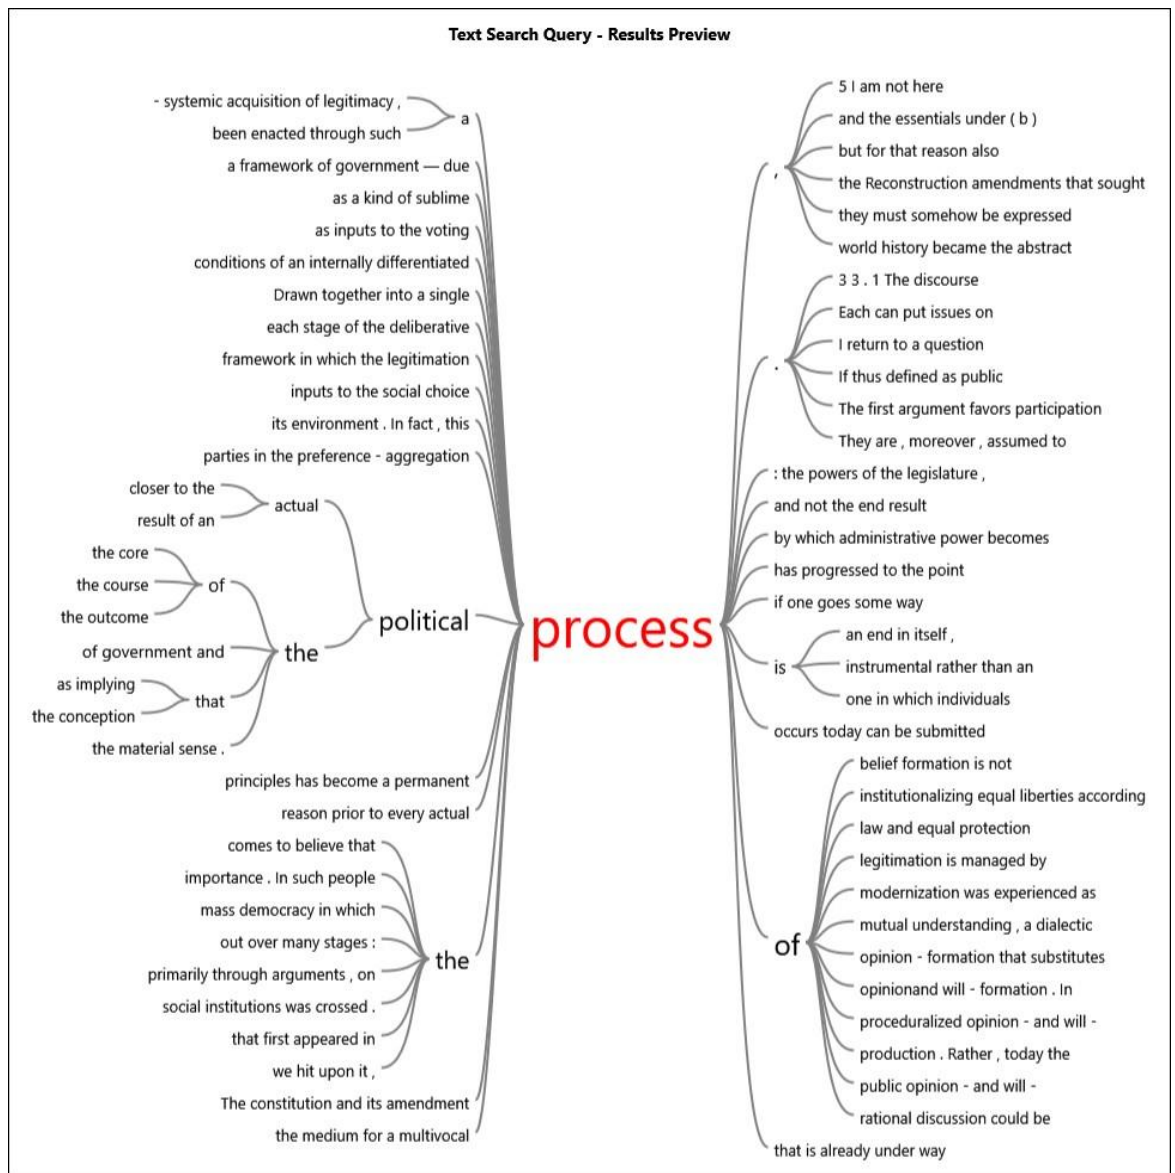 Text Search Query - Results Preview
- systemic acquisition of legitimacy ,
been enacted through such
a
a framework of government — due
as a kind of sublime
as inputs to the voting
conditions of an internally differentiated
Drawn together into a single
each stage of the deliberative
framework in which the legitimation
inputs to the social choice
its environment . In fact , this
parties in the preference - aggregation
closer to the
result of an
actual
the core
the course
the outcome
of
of government and
as implying
the conception
that
the material sense .
the
political
principles has become a permanent
reason prior to every actual
comes to believe that
importance . In such people
mass democracy in which
out over many stages :
primarily through arguments , on
social institutions was crossed .
that first appeared in
we hit upon it ,
the
The constitution and its amendment
the medium for a multivocal
process
,
5 I am not here
and the essentials under ( b )
but for that reason also
the Reconstruction amendments that sought
they must somehow be expressed
world history became the abstract
.
3 3 . 1 The discourse
Each can put issues on
I return to a question
If thus defined as public
The first argument favors participation
They are , moreover , assumed to
: the powers of the legislature ,
and not the end result
by which administrative power becomes
has progressed to the point
if one goes some way
is
an end in itself ,
instrumental rather than an
one in which individuals
occurs today can be submitted
of
belief formation is not
institutionalizing equal liberties according
law and equal protection
legitimation is managed by
modernization was experienced as
mutual understanding , a dialectic
opinion - formation that substitutes
opinionand will - formation . In
proceduralized opinion - and will -
production . Rather , today the
public opinion - and will -
rational discussion could be
that is already under way